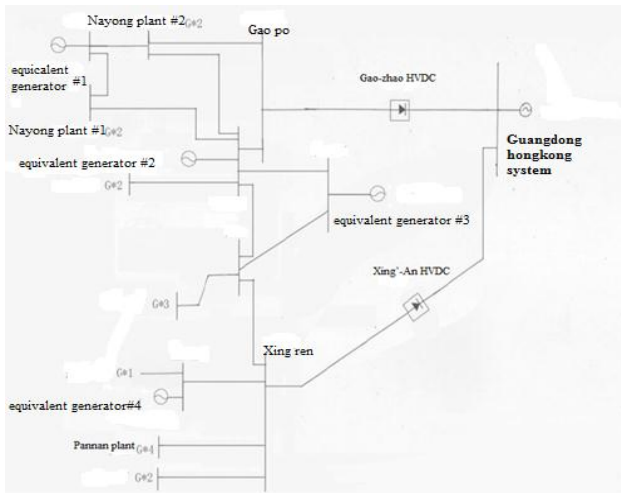 Nayong plant #2G*2
Gao po
equicalent
generator #1
Gao-zhao HVDC
Nayong plant #1G*2
Guangdong
hongkong
system
equivalent generator #2
G*2
equivalent generator #3
Xing'-An HVDC
G*3
Xing ren
G*1
equivalent generator#4
Pannan plant G*4
G*2